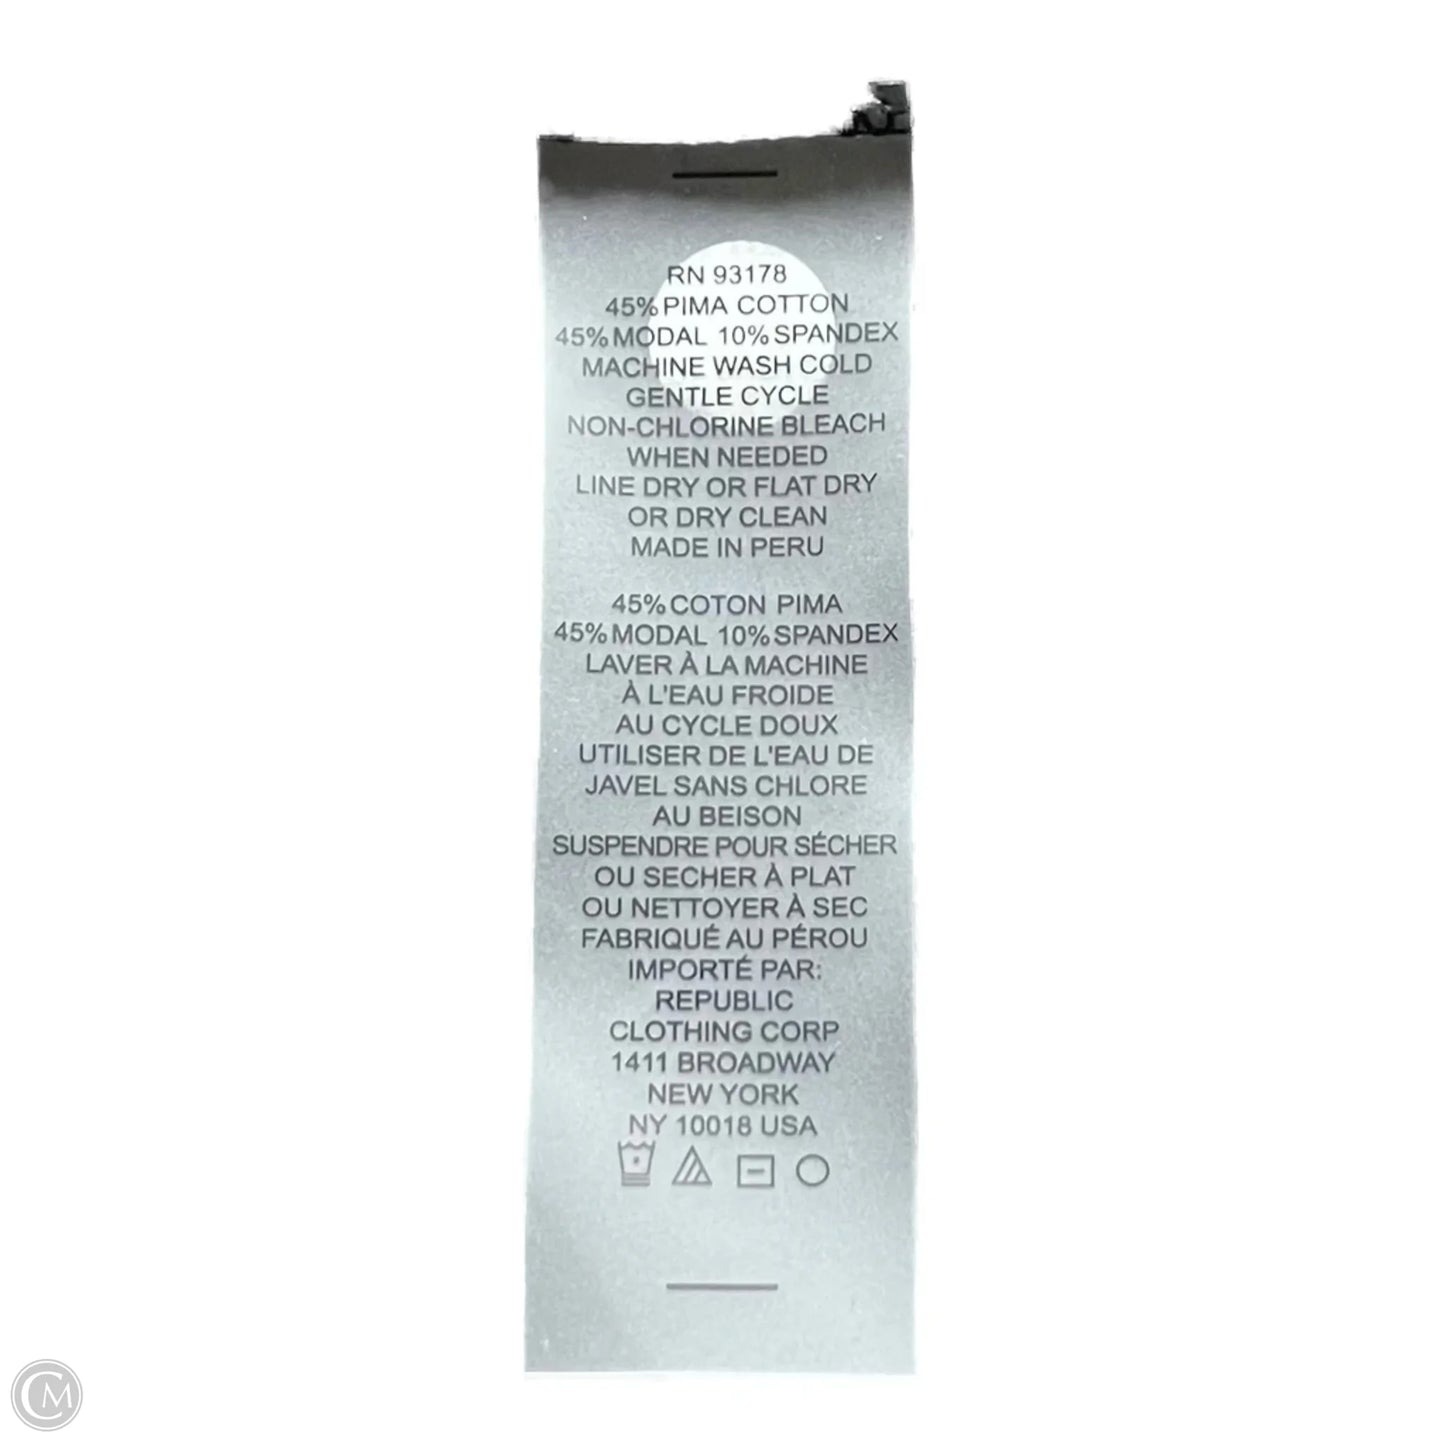 RN 93178
45% PIMA COTTON
45% MODAL 10% SPANDEX
MACHINE WASH COLD
GENTLE CYCLE
NON-CHLORINE BLEACH
WHEN NEEDED
LINE DRY OR FLAT DRY
OR DRY CLEAN
MADE IN PERU
45% COTON PIMA
45% MODAL 10% SPANDEX
LAVER À LA MACHINE
À L'EAU FROIDE
AU CYCLE DOUX
UTILISER DE L'EAU DE
JAVEL SANS CHLORE
AU BEISON
SUSPENDRE POUR SÉCHER
OU SECHER À PLAT
OU NETTOYER À SEC
FABRIQUÉ AU PÉROU
IMPORTÉ PAR:
REPUBLIC
CLOTHING CORP
1411 BROADWAY
NEW YORK
NY 10018 USA
CM